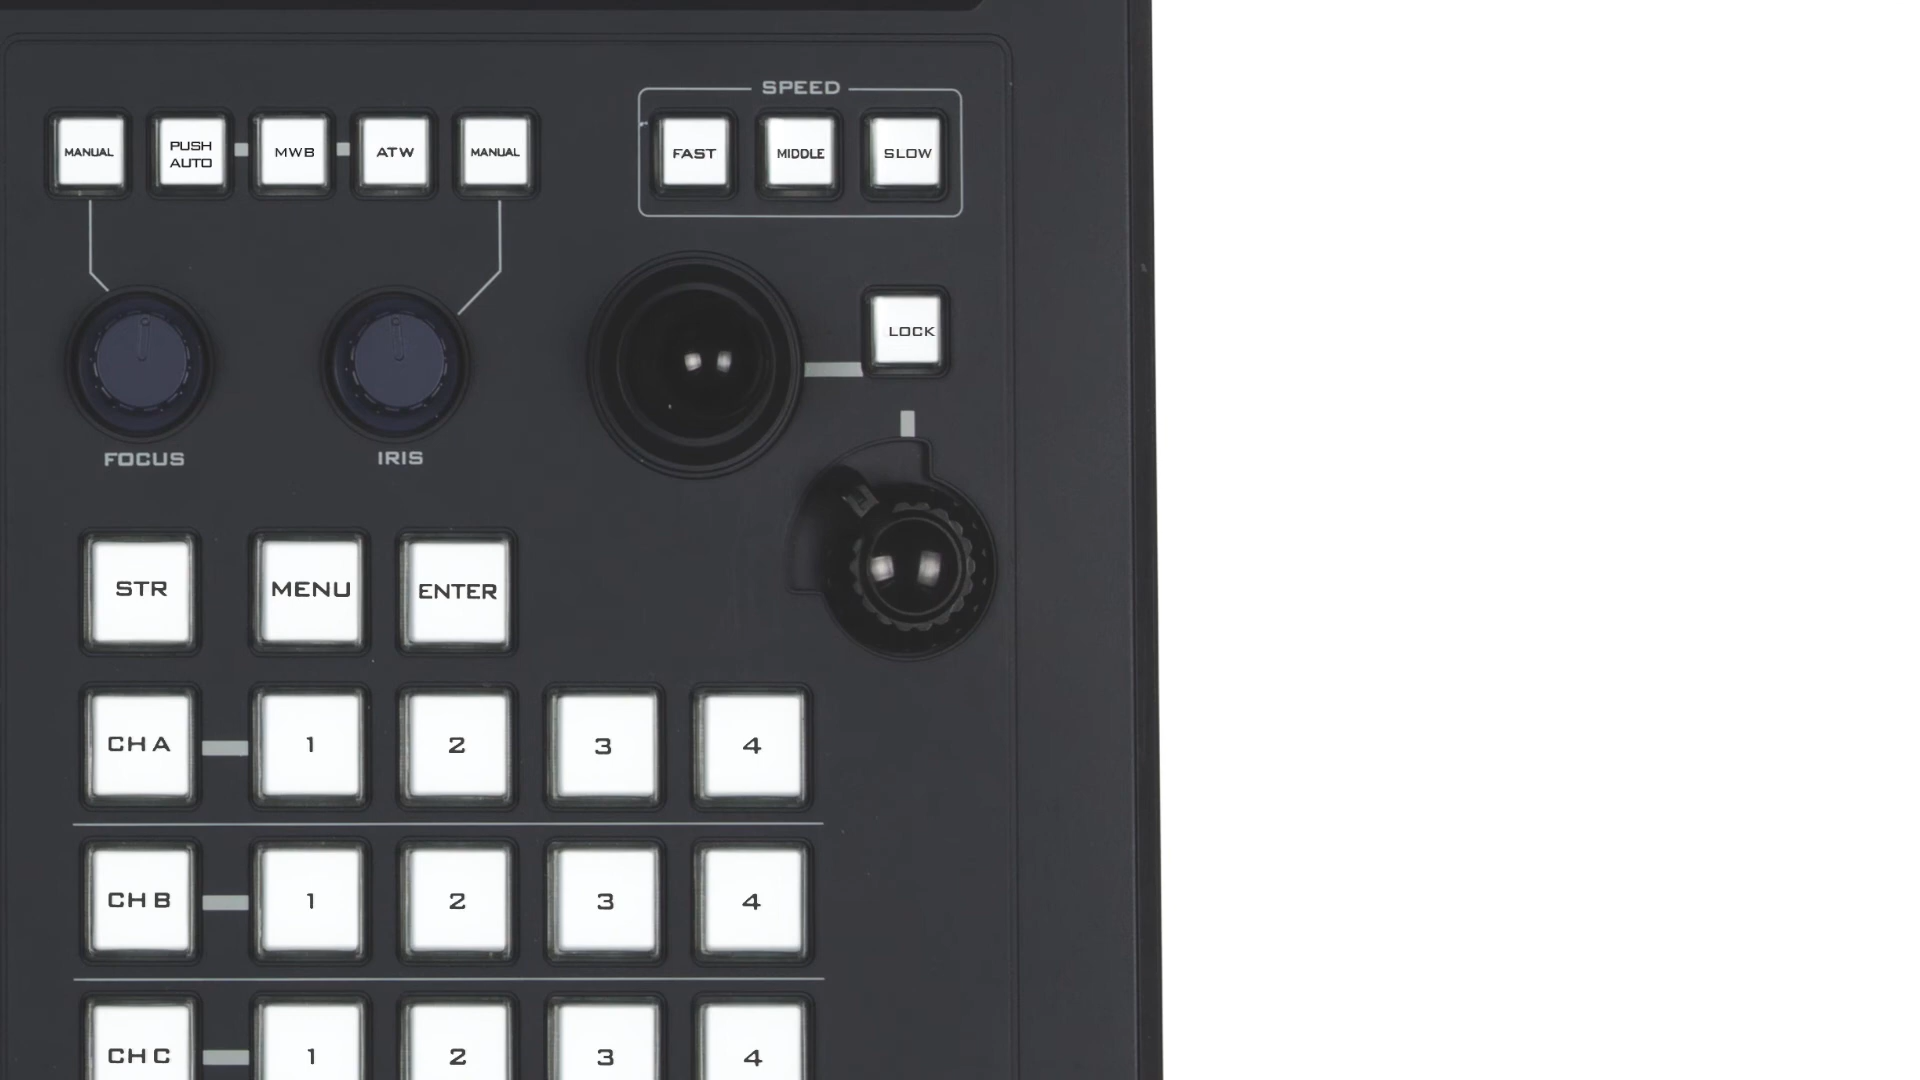 SPEED
MANUAL
PUSH
AUTO
MWB
ATW
MANUAL
FAST
MIDDLE
SLOW
LOCK
FOCUS
IRIS
STR
MENU
ENTER
CH A
1
2
3
4
CH B
1
2
3
4
CH C
1
2
3
4